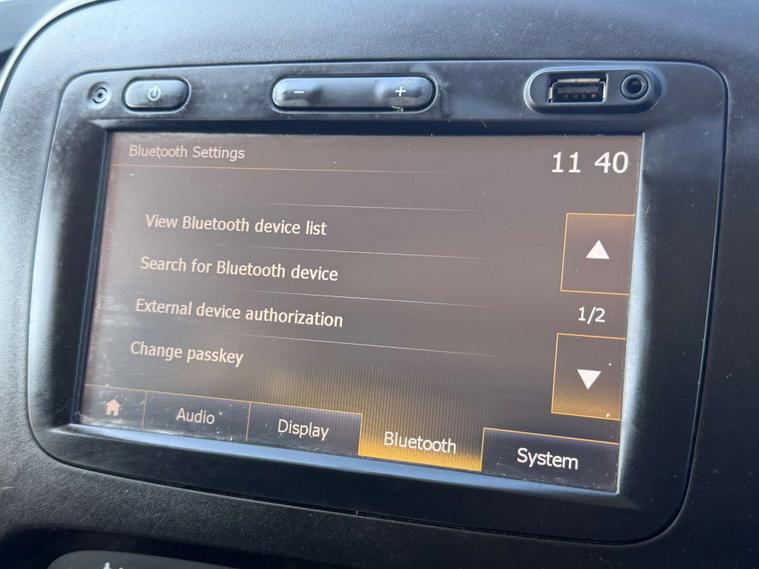 − +
Bluetooth Settings
11 40
View Bluetooth device list
Search for Bluetooth device
External device authorization
1/2
Change passkey
Audio
Display
Bluetooth
System